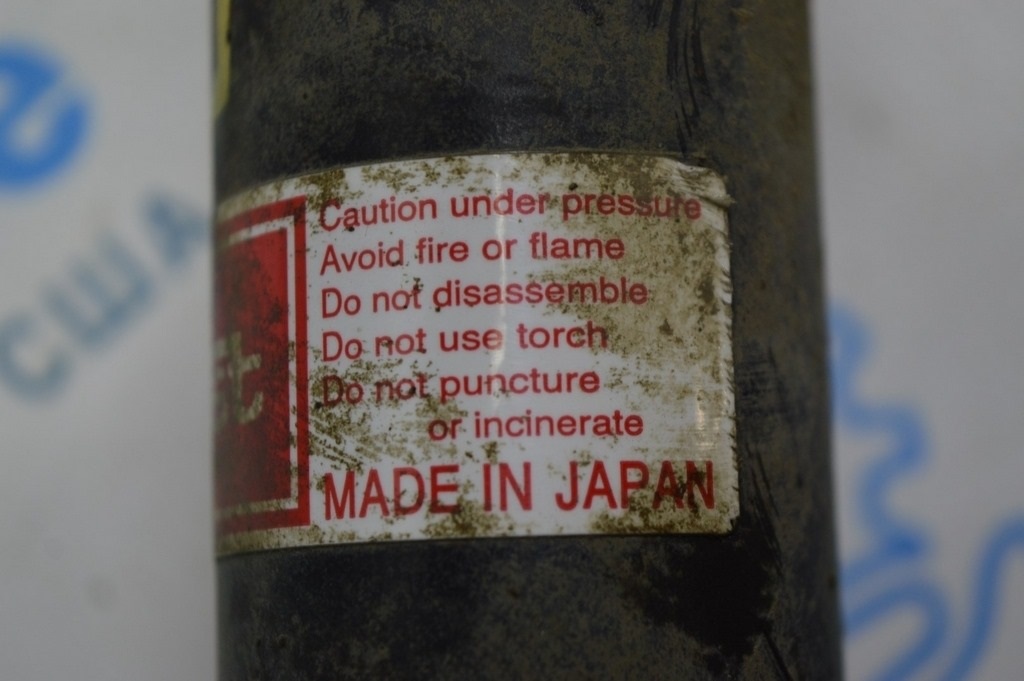 Caution under pressure
Avoid fire or flame
Do not disassemble
Do not use torch
Do not puncture
or incinerate
MADE IN JAPAN
США